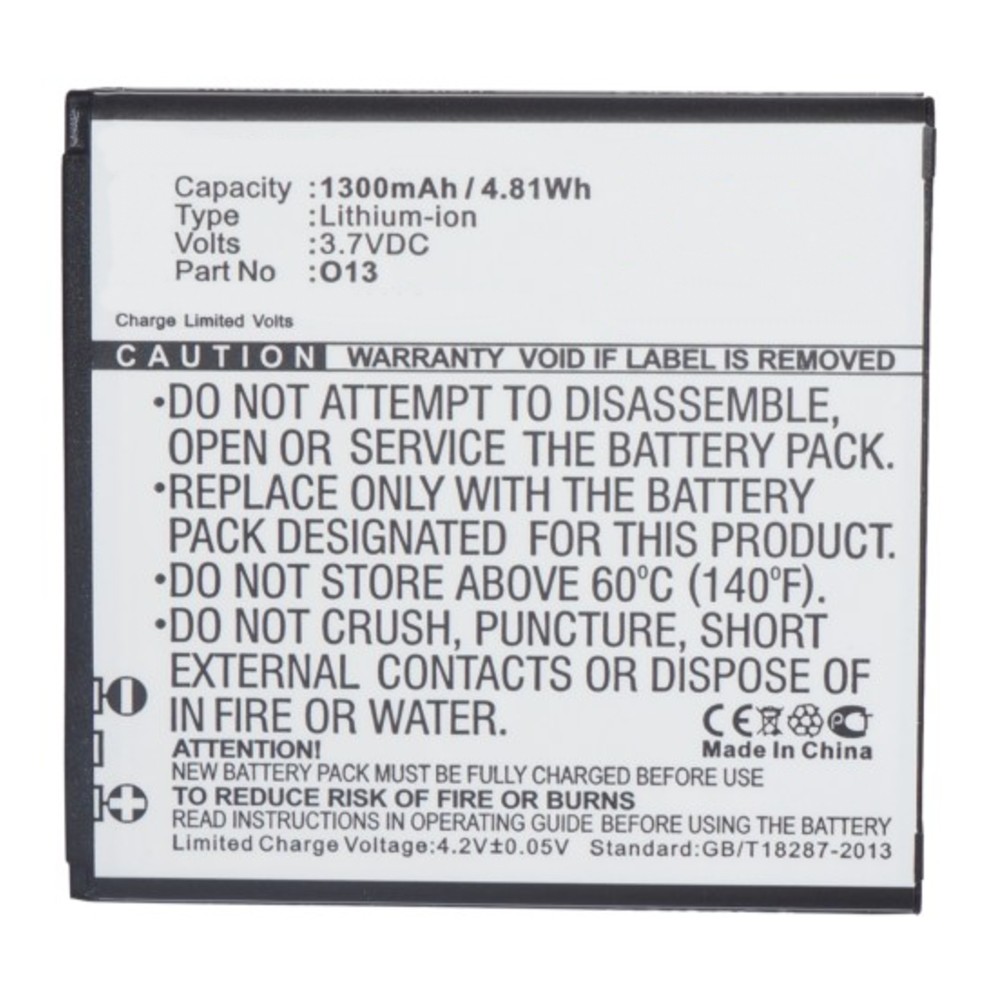 Capacity :1300mAh / 4.81Wh
Type :Lithium-ion
Volts :3.7VDC
Part No :O13
Charge Limited Volts
CAUTION WARRANTY VOID IF LABEL IS REMOVED
•DO NOT ATTEMPT TO DISASSEMBLE,
OPEN OR SERVICE THE BATTERY PACK.
•REPLACE ONLY WITH THE BATTERY
PACK DESIGNATED FOR THIS PRODUCT.
•DO NOT STORE ABOVE 60⁰C (140⁰F).
•DO NOT CRUSH, PUNCTURE, SHORT
EXTERNAL CONTACTS OR DISPOSE OF
IN FIRE OR WATER.
CE
Made In China
ATTENTION!
NEW BATTERY PACK MUST BE FULLY CHARGED BEFORE USE
TO REDUCE RISK OF FIRE OR BURNS
READ INSTRUCTIONS IN OPERATING GUIDE BEFORE USING THE BATTERY
Limited Charge Voltage:4.2V±0.05V Standard:GB/T18287-2013